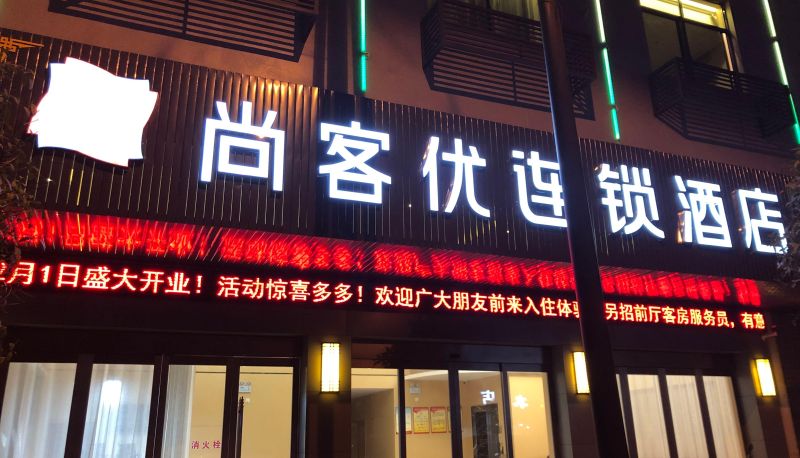 尚客优连锁酒店
月1日盛大开业！活动惊喜多多！欢迎广大朋友前来入住体 另招前厅客房服务员，有意
消火栓